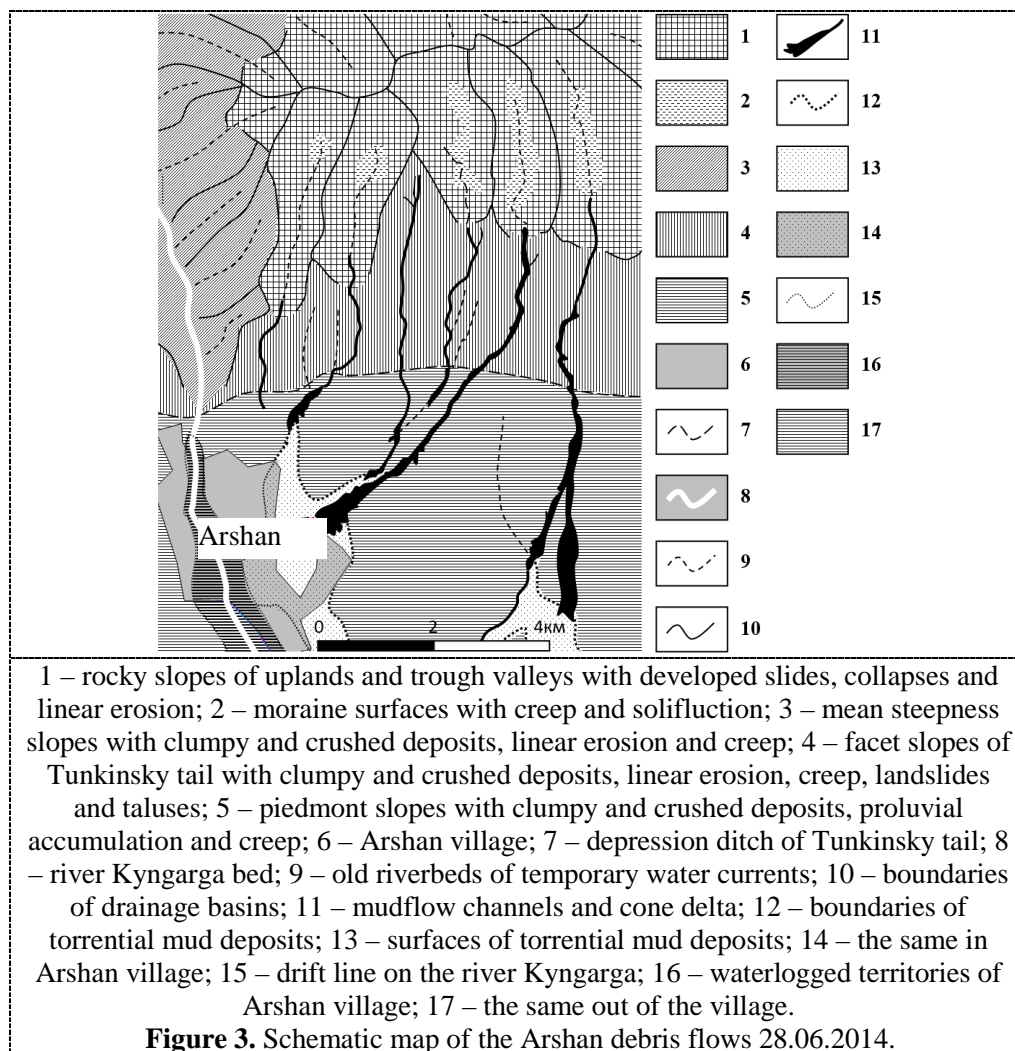 1 11
2 12
3 13
4 14
5 15
6 16
7 17
8
9
10
Arshan
0 2 4км
1 – rocky slopes of uplands and trough valleys with developed slides, collapses and
linear erosion; 2 – moraine surfaces with creep and solifluction; 3 – mean steepness
slopes with clumpy and crushed deposits, linear erosion and creep; 4 – facet slopes of
Tunkinsky tail with clumpy and crushed deposits, linear erosion, creep, landslides
and taluses; 5 – piedmont slopes with clumpy and crushed deposits, proluvial
accumulation and creep; 6 – Arshan village; 7 – depression ditch of Tunkinsky tail; 8
– river Kyngarga bed; 9 – old riverbeds of temporary water currents; 10 – boundaries
of drainage basins; 11 – mudflow channels and cone delta; 12 – boundaries of
torrential mud deposits; 13 – surfaces of torrential mud deposits; 14 – the same in
Arshan village; 15 – drift line on the river Kyngarga; 16 – waterlogged territories of
Arshan village; 17 – the same out of the village.
Figure 3. Schematic map of the Arshan debris flows 28.06.2014.